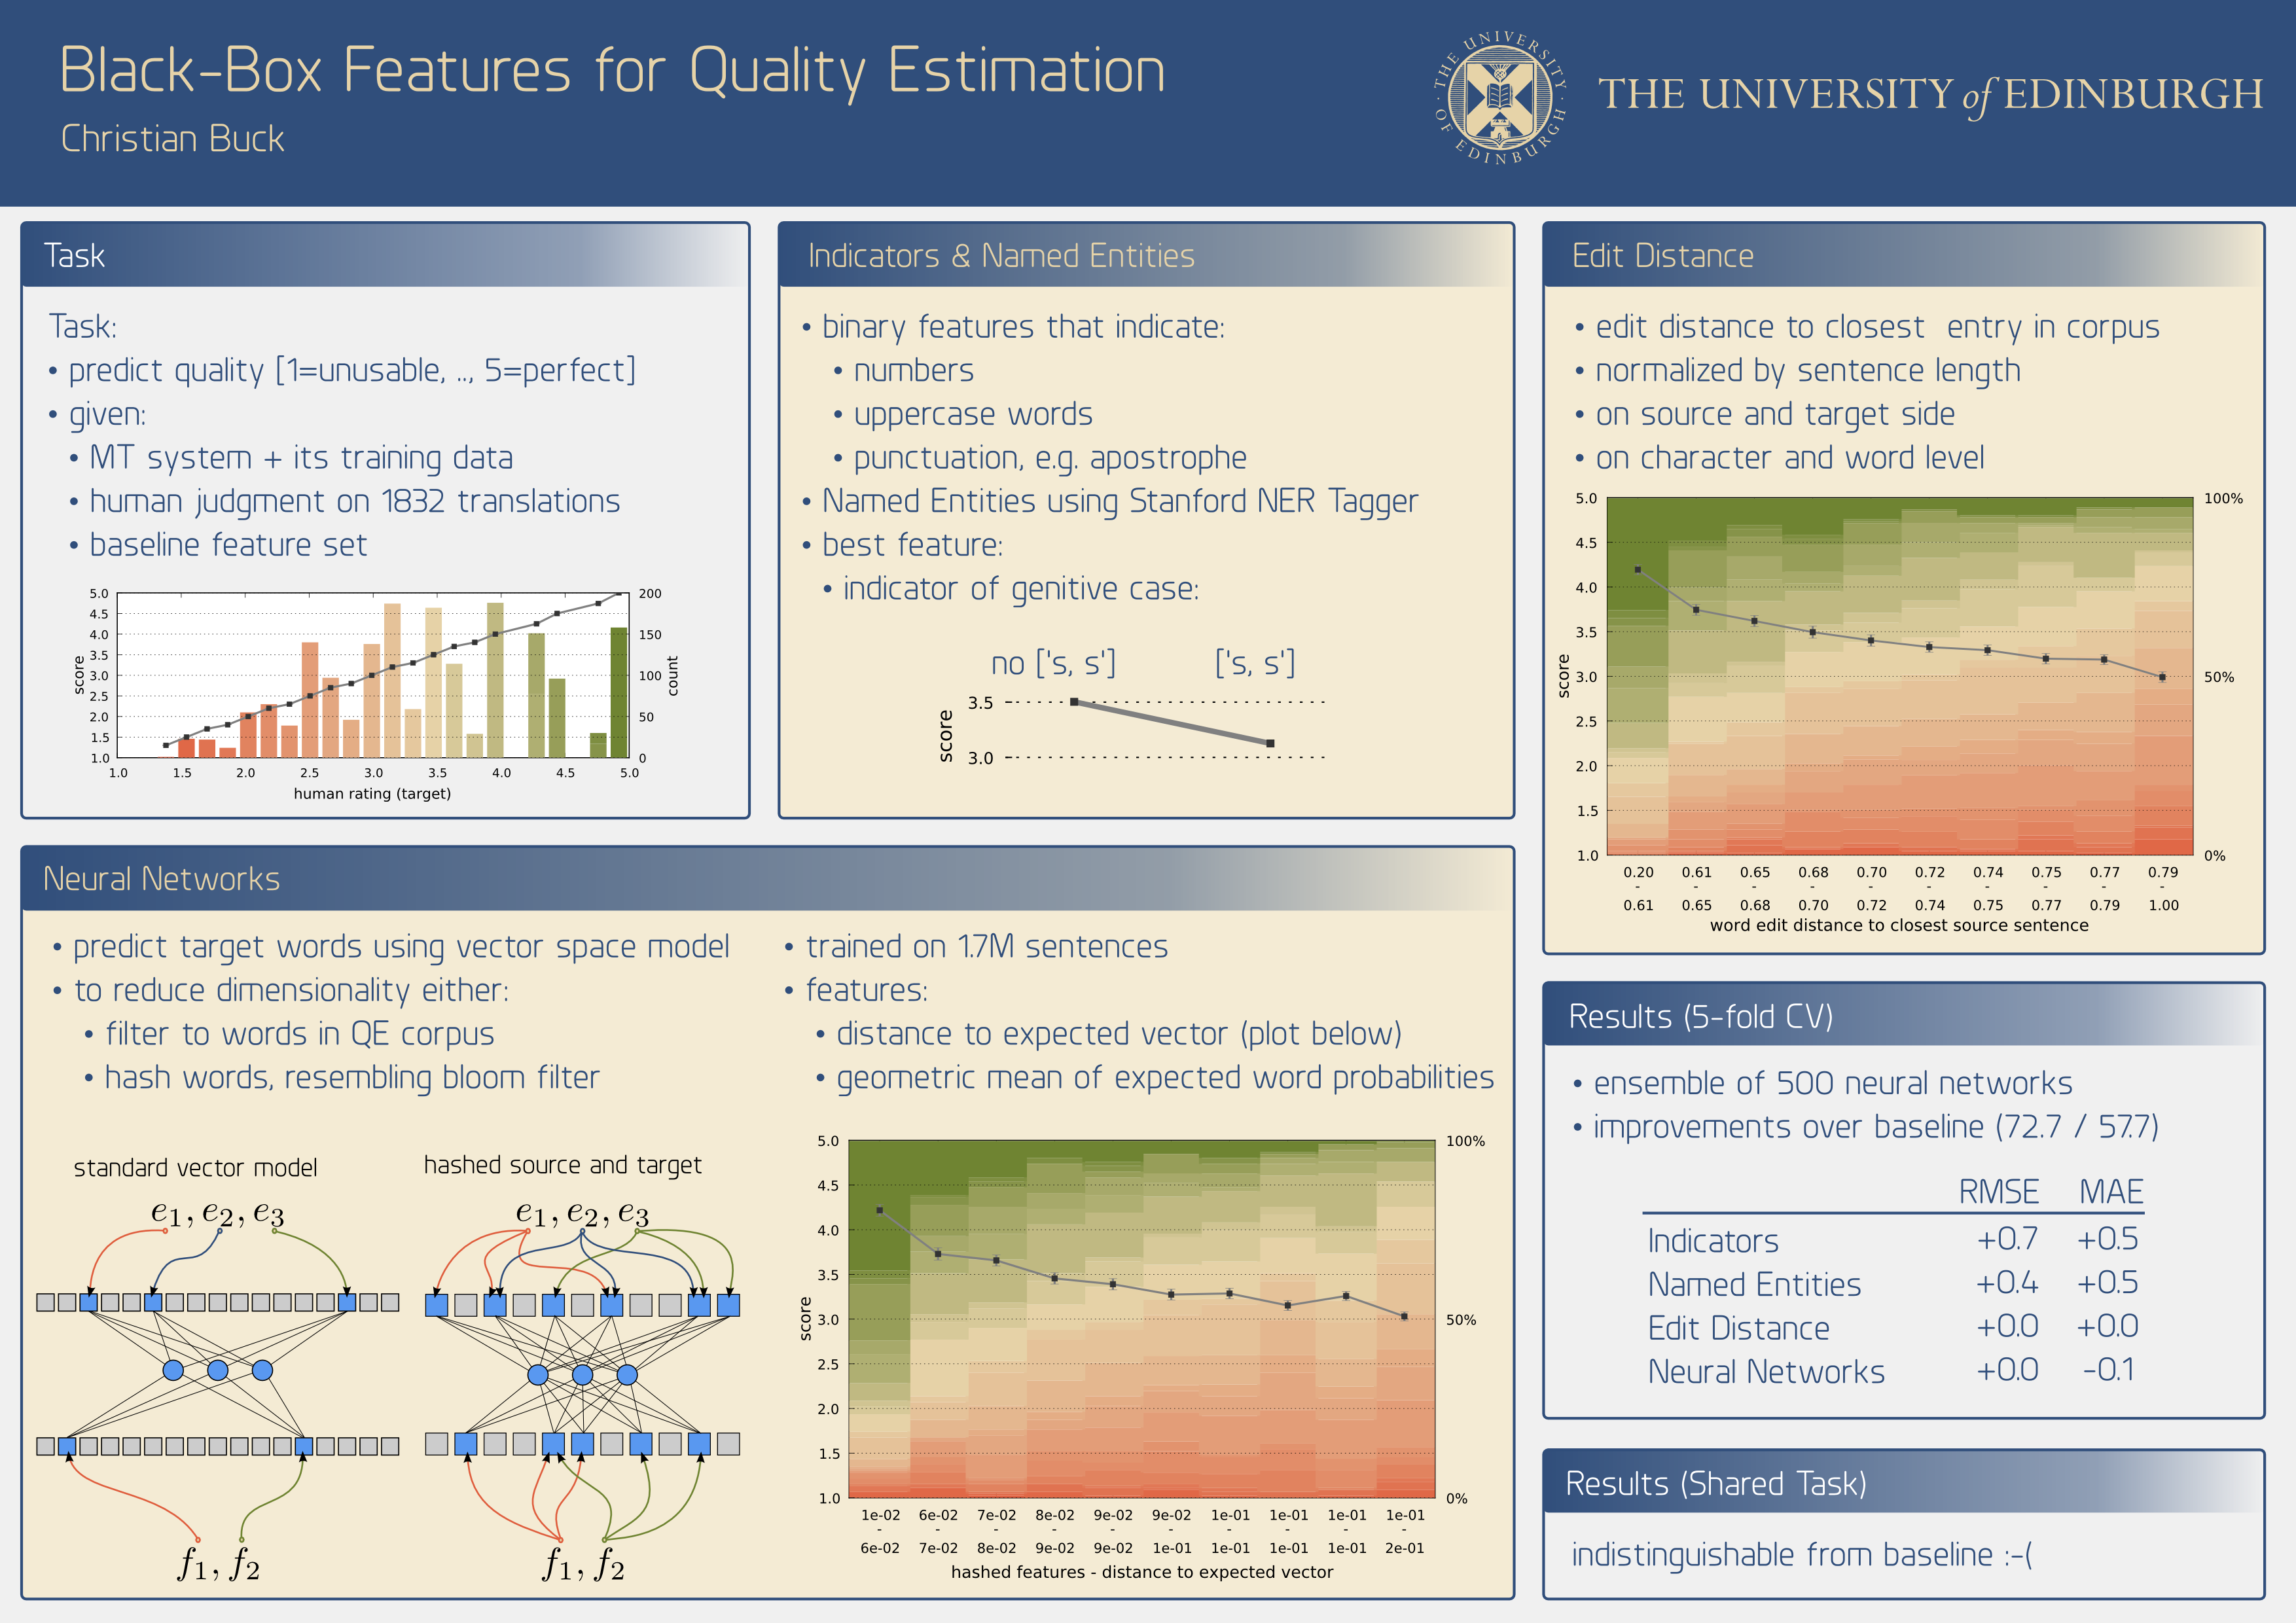 Black-Box Features for Quality Estimation
Christian Buck
· THE UNIVERSITY · OF EDINBURGH
THE UNIVERSITY of EDINBURGH
Task
Task:
• predict quality [1=unusable, .., 5=perfect]
• given:
• MT system + its training data
• human judgment on 1832 translations
• baseline feature set
5.0
4.5
4.0
3.5
3.0
2.5
2.0
1.5
1.0
score
200
150
100
50
0
count
1.0 1.5 2.0 2.5 3.0 3.5 4.0 4.5 5.0
human rating (target)
Indicators & Named Entities
• binary features that indicate:
• numbers
• uppercase words
• punctuation, e.g. apostrophe
• Named Entities using Stanford NER Tagger
• best feature:
• indicator of genitive case:
no ['s, s'] ['s, s']
score
3.5
3.0
Edit Distance
• edit distance to closest entry in corpus
• normalized by sentence length
• on source and target side
• on character and word level
5.0
4.5
4.0
3.5
3.0
2.5
2.0
1.5
1.0
score
100%
50%
0%
0.20 0.61 0.65 0.68 0.70 0.72 0.74 0.75 0.77 0.79
- - - - - - - - - -
0.61 0.65 0.68 0.70 0.72 0.74 0.75 0.77 0.79 1.00
word edit distance to closest source sentence
Neural Networks
• predict target words using vector space model
• to reduce dimensionality either:
• filter to words in QE corpus
• hash words, resembling bloom filter
• trained on 1.7M sentences
• features:
• distance to expected vector (plot below)
• geometric mean of expected word probabilities
standard vector model
e1, e2, e3
f1, f2
hashed source and target
e1, e2, e3
f1, f2
5.0
4.5
4.0
3.5
3.0
2.5
2.0
1.5
1.0
score
100%
50%
0%
1e-02 6e-02 7e-02 8e-02 9e-02 9e-02 1e-01 1e-01 1e-01 1e-01
- - - - - - - - - -
6e-02 7e-02 8e-02 9e-02 9e-02 1e-01 1e-01 1e-01 1e-01 2e-01
hashed features - distance to expected vector
Results (5-fold CV)
• ensemble of 500 neural networks
• improvements over baseline (72.7 / 57.7)
RMSE MAE
Indicators +0.7 +0.5
Named Entities +0.4 +0.5
Edit Distance +0.0 +0.0
Neural Networks +0.0 -0.1
Results (Shared Task)
indistinguishable from baseline :-(